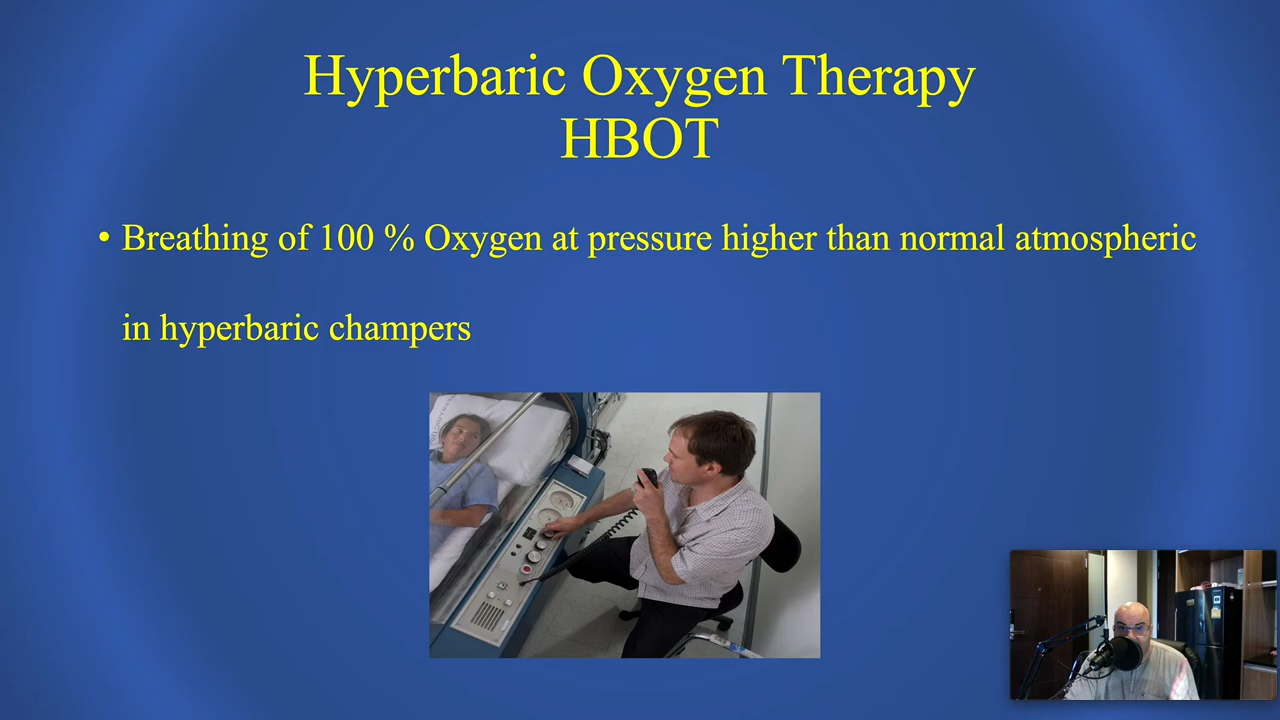 Hyperbaric Oxygen Therapy
HBOT
• Breathing of 100 % Oxygen at pressure higher than normal atmospheric
in hyperbaric champers